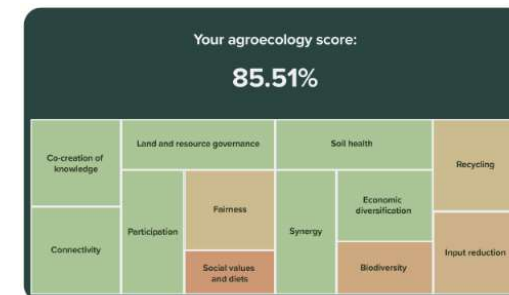 Your agroecology score:
85.51%
Co-creation of
knowledge
Land and resource governance
Soil health
Recycling
Participation
Fairness
Synergy
Economic
diversification
Connectivity
Social values
and diets
Biodiversity
Input reduction